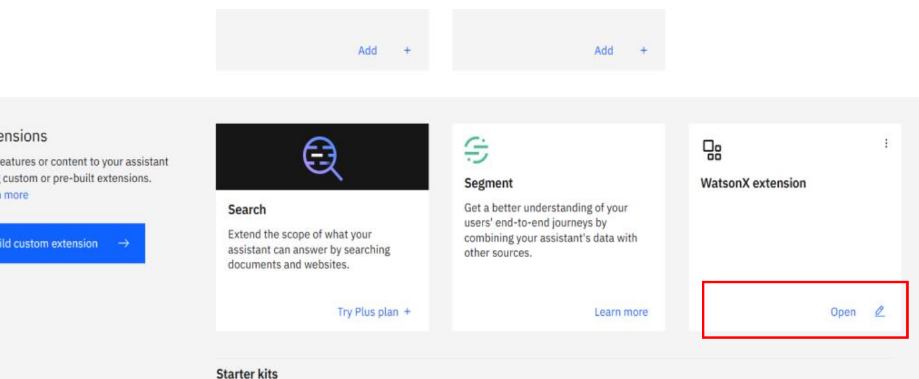 Add +
Add +
ensions
eatures or content to your assistant
custom or pre-built extensions.
more
ild custom extension →
Search
Extend the scope of what your
assistant can answer by searching
documents and websites.
Try Plus plan +
Segment
Get a better understanding of your
users' end-to-end journeys by
combining your assistant's data with
other sources.
Learn more
WatsonX extension
Open
Starter kits